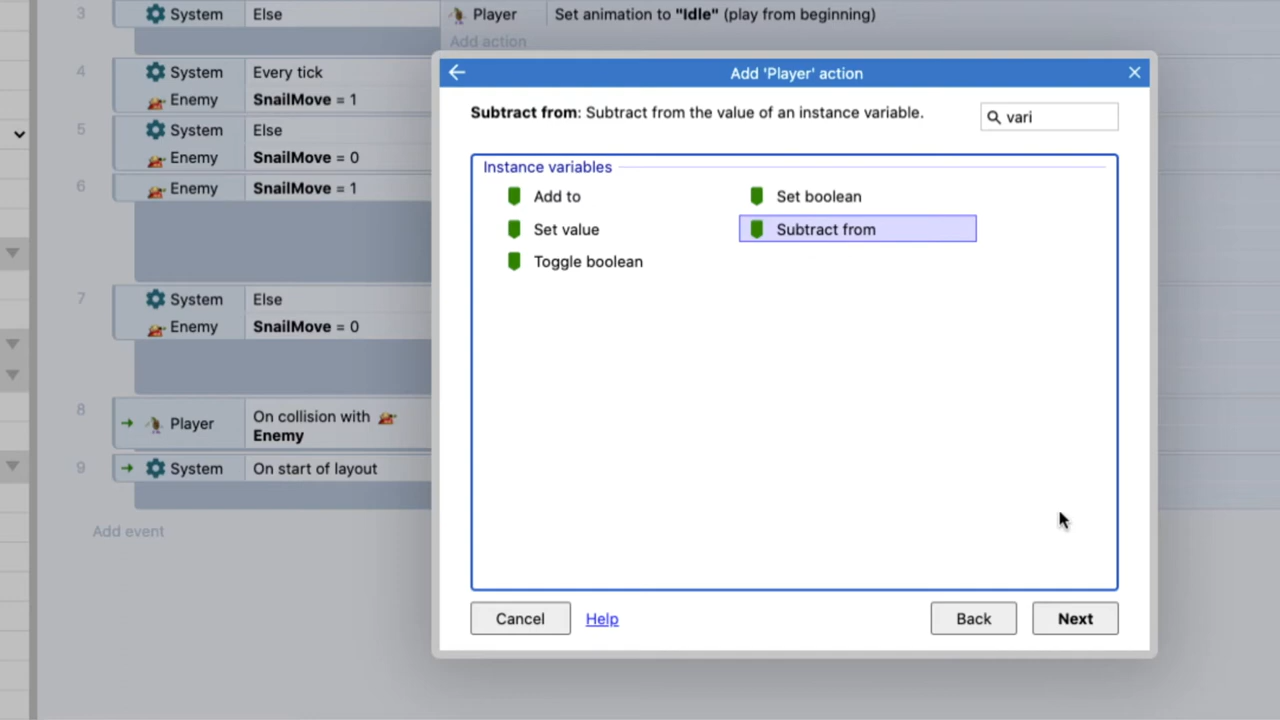 3 System Else Player Set animation to "Idle" (play from beginning)
Add action
4 System Every tick
Enemy SnailMove = 1
5 System Else
Enemy SnailMove = 0
6 Enemy SnailMove = 1
7 System Else
Enemy SnailMove = 0
8 Player On collision with
Enemy
9 System On start of layout
Add event
Add 'Player' action
Subtract from: Subtract from the value of an instance variable.
vari
Instance variables
Add to Set boolean
Set value Subtract from
Toggle boolean
Cancel Help Back Next